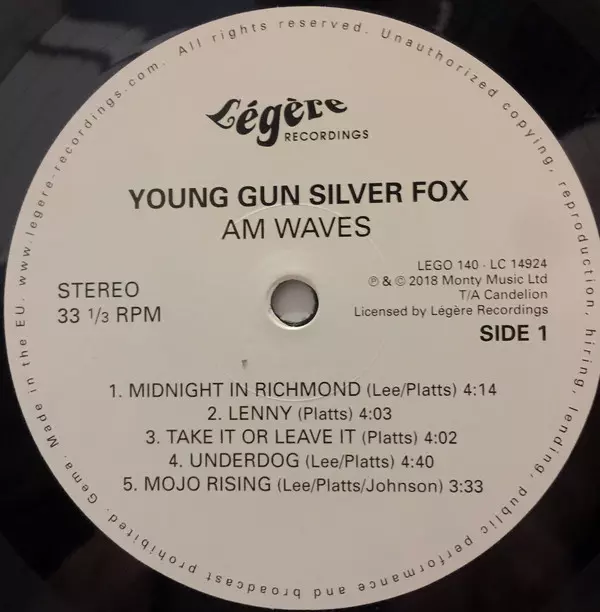 Légère
RECORDINGS
YOUNG GUN SILVER FOX
AM WAVES
STEREO
33 1/3 RPM
LEGO 140 - LC 14924
℗ & © 2018 Monty Music Ltd
T/A Candelion
Licensed by Légère Recordings
SIDE 1
1. MIDNIGHT IN RICHMOND (Lee/Platts) 4:14
2. LENNY (Platts) 4:03
3. TAKE IT OR LEAVE IT (Platts) 4:02
4. UNDERDOG (Lee/Platts) 4:40
5. MOJO RISING (Lee/Platts/Johnson) 3:33
Made in the EU. www.legere-recordings.com. All rights reserved. Unauthorized copying, reproduction, hiring, lending, public performance and broadcast prohibited. Gema.